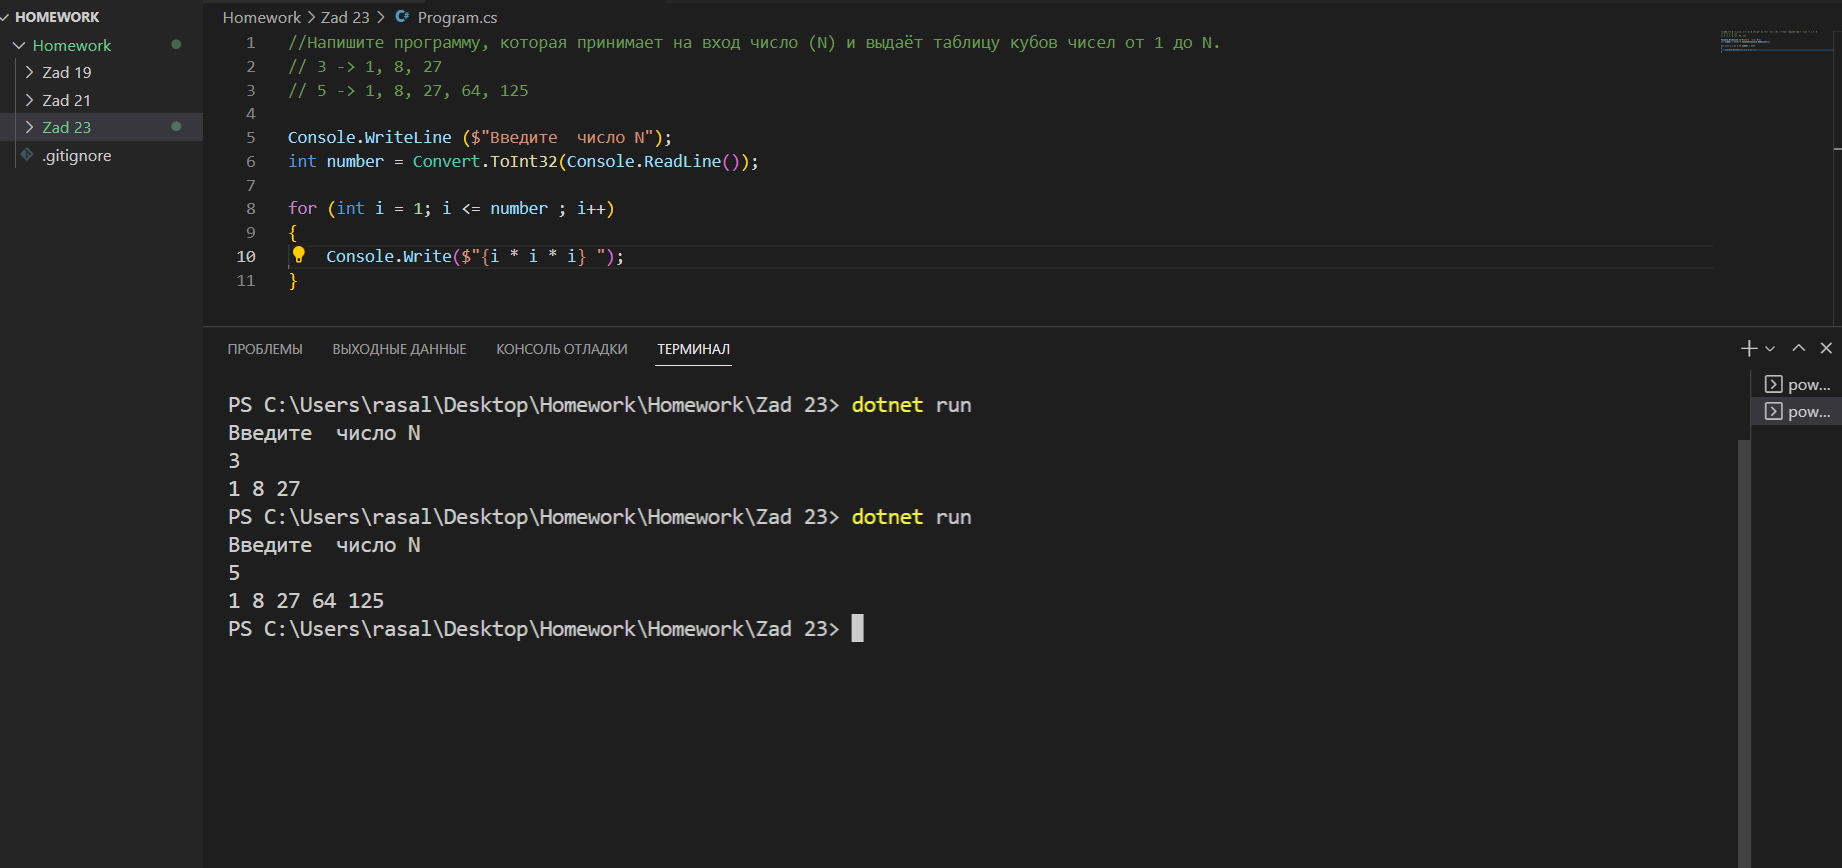 HOMEWORK
Homework
Zad 19
Zad 21
Zad 23
.gitignore
Homework > Zad 23 > C# Program.cs
1 //Напишите программу, которая принимает на вход число (N) и выдаёт таблицу кубов чисел от 1 до N.
2 // 3 -> 1, 8, 27
3 // 5 -> 1, 8, 27, 64, 125
4
5 Console.WriteLine ($"Введите  число N");
6 int number = Convert.ToInt32(Console.ReadLine());
7
8 for (int i = 1; i <= number ; i++)
9 {
10 Console.Write($"{i * i * i} ");
11 }
ПРОБЛЕМЫ ВЫХОДНЫЕ ДАННЫЕ КОНСОЛЬ ОТЛАДКИ ТЕРМИНАЛ
PS C:\Users\rasal\Desktop\Homework\Homework\Zad 23> dotnet run
Введите  число N
3
1 8 27
PS C:\Users\rasal\Desktop\Homework\Homework\Zad 23> dotnet run
Введите  число N
5
1 8 27 64 125
PS C:\Users\rasal\Desktop\Homework\Homework\Zad 23>
pow...
pow...